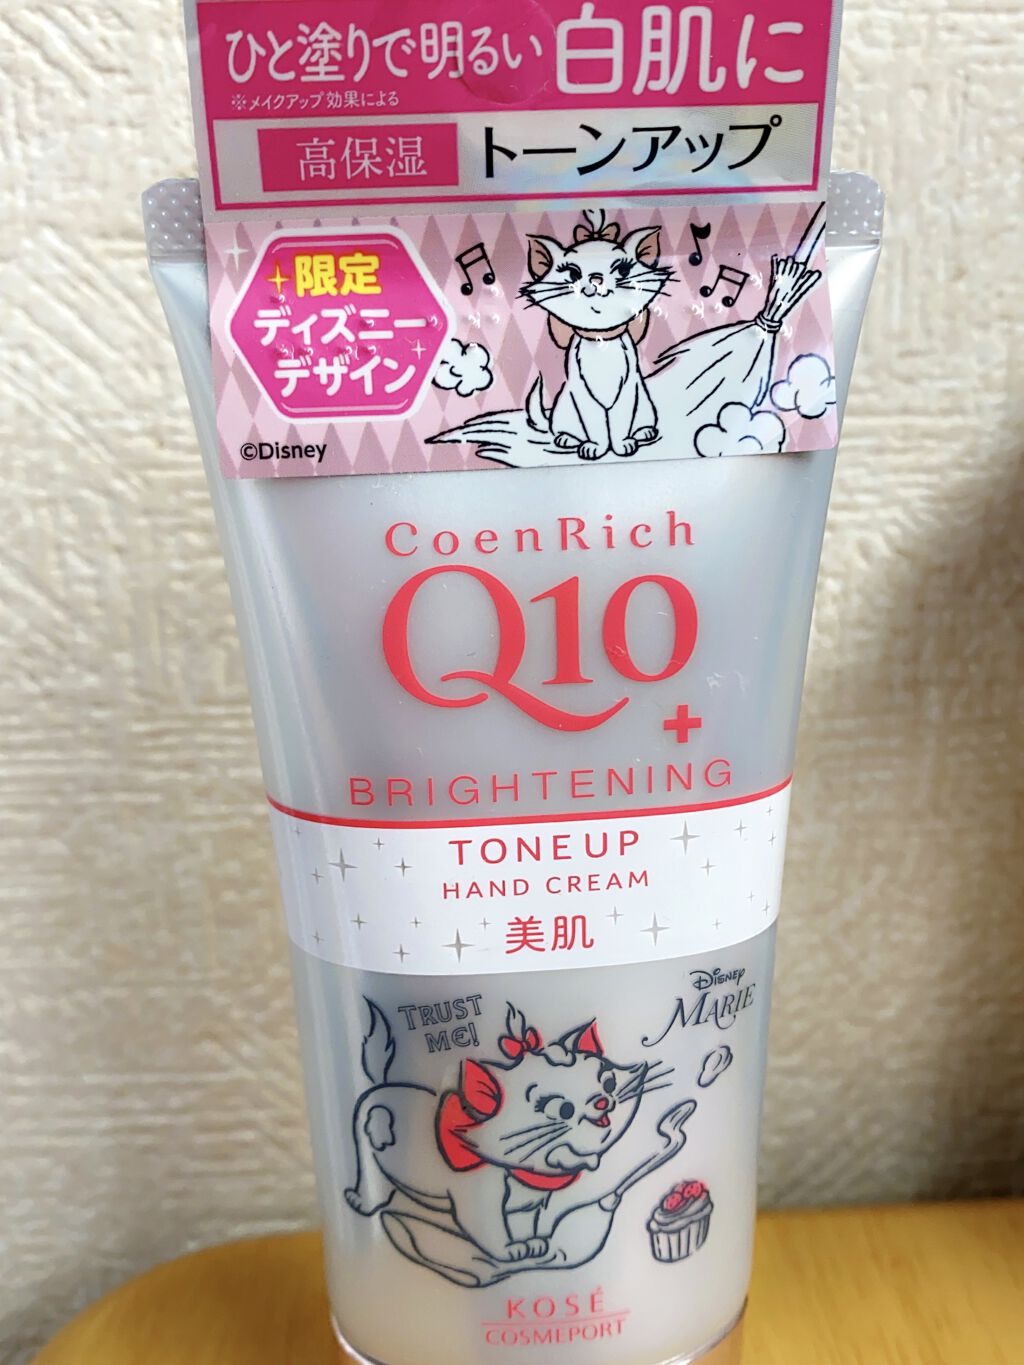 ひと塗りで明るい白肌に
※メイクアップ効果による
高保湿 トーンアップ
限定
ディズニー
デザイン
©Disney
CoenRich
Q10
+
BRIGHTENING
TONE UP
HAND CREAM
美肌
TRUST
ME!
DISNEY
MARIE
KOSÉ
COSMEPORT